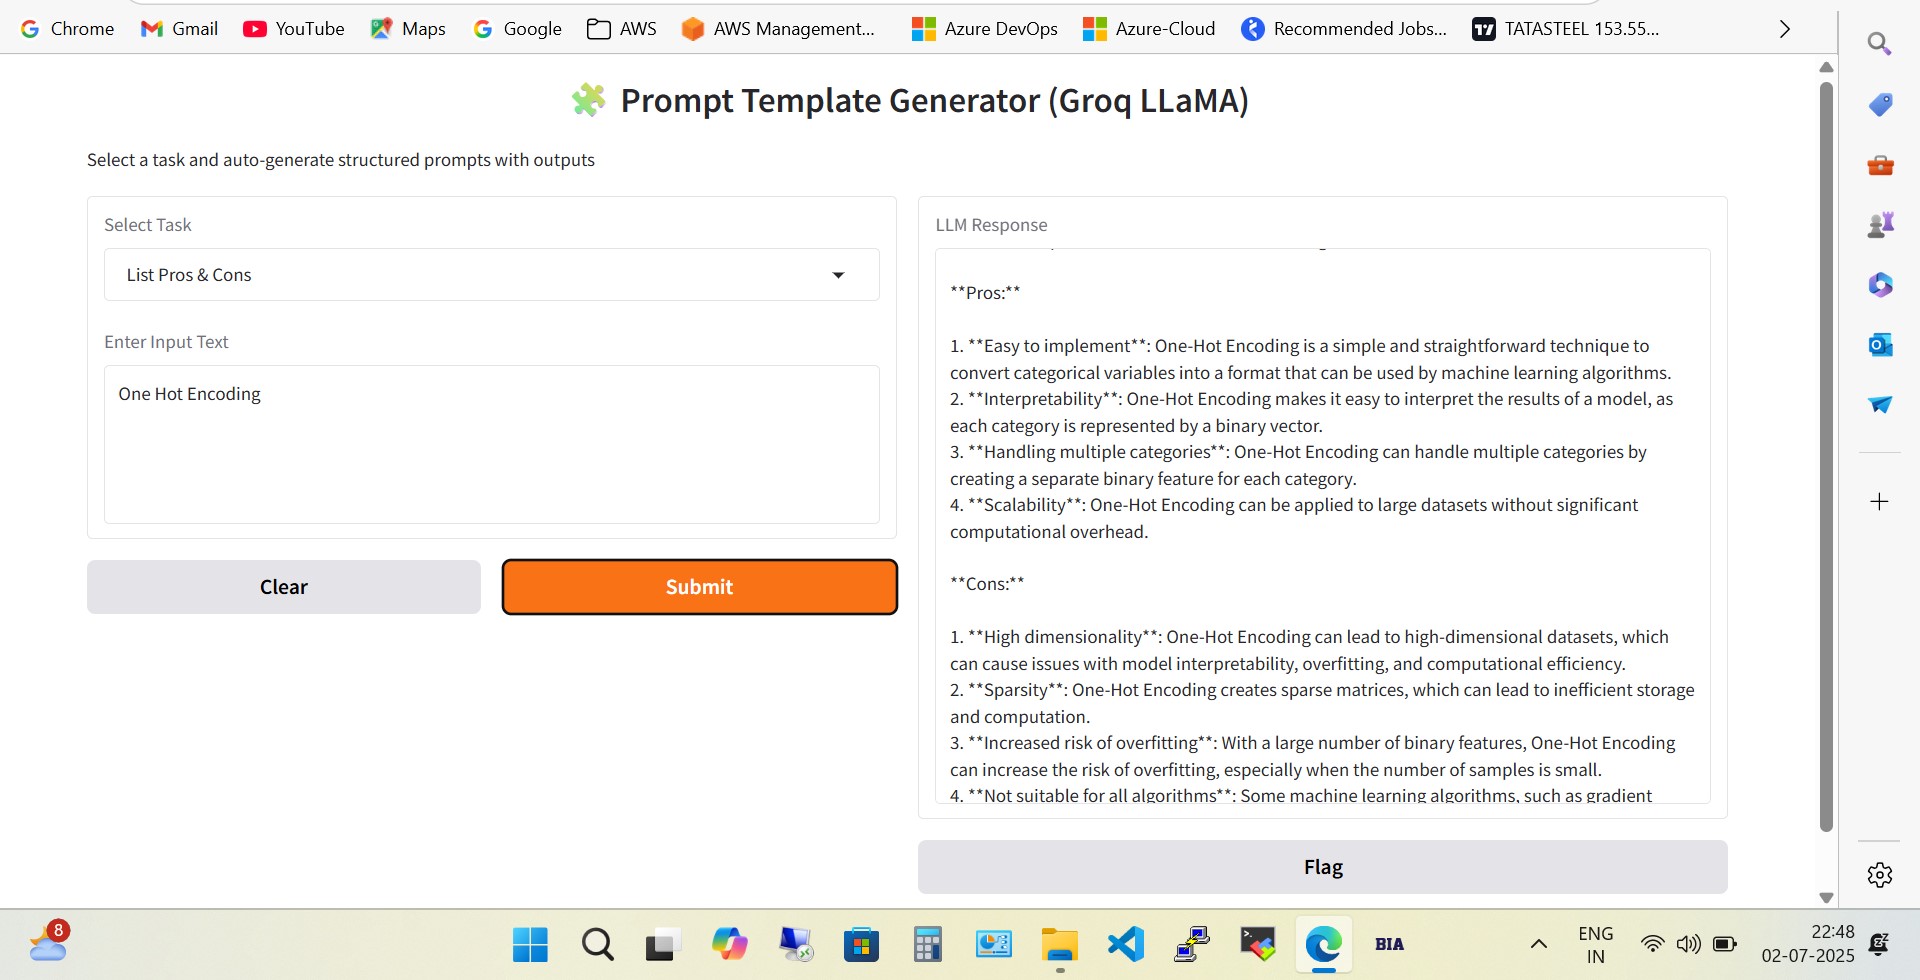 Chrome
Gmail
YouTube
Maps
Google
AWS
AWS Management...
Azure DevOps
Azure-Cloud
Recommended Jobs...
TATASTEEL 153.55...
Prompt Template Generator (Groq LLaMA)
Select a task and auto-generate structured prompts with outputs
Select Task
List Pros & Cons
Enter Input Text
One Hot Encoding
Clear
Submit
LLM Response
**Pros:**
1. **Easy to implement**: One-Hot Encoding is a simple and straightforward technique to
convert categorical variables into a format that can be used by machine learning algorithms.
2. **Interpretability**: One-Hot Encoding makes it easy to interpret the results of a model, as
each category is represented by a binary vector.
3. **Handling multiple categories**: One-Hot Encoding can handle multiple categories by
creating a separate binary feature for each category.
4. **Scalability**: One-Hot Encoding can be applied to large datasets without significant
computational overhead.
**Cons:**
1. **High dimensionality**: One-Hot Encoding can lead to high-dimensional datasets, which
can cause issues with model interpretability, overfitting, and computational efficiency.
2. **Sparsity**: One-Hot Encoding creates sparse matrices, which can lead to inefficient storage
and computation.
3. **Increased risk of overfitting**: With a large number of binary features, One-Hot Encoding
can increase the risk of overfitting, especially when the number of samples is small.
4. **Not suitable for all algorithms**: Some machine learning algorithms, such as gradient
Flag
8
BIA
ENG
IN
22:48
02-07-2025